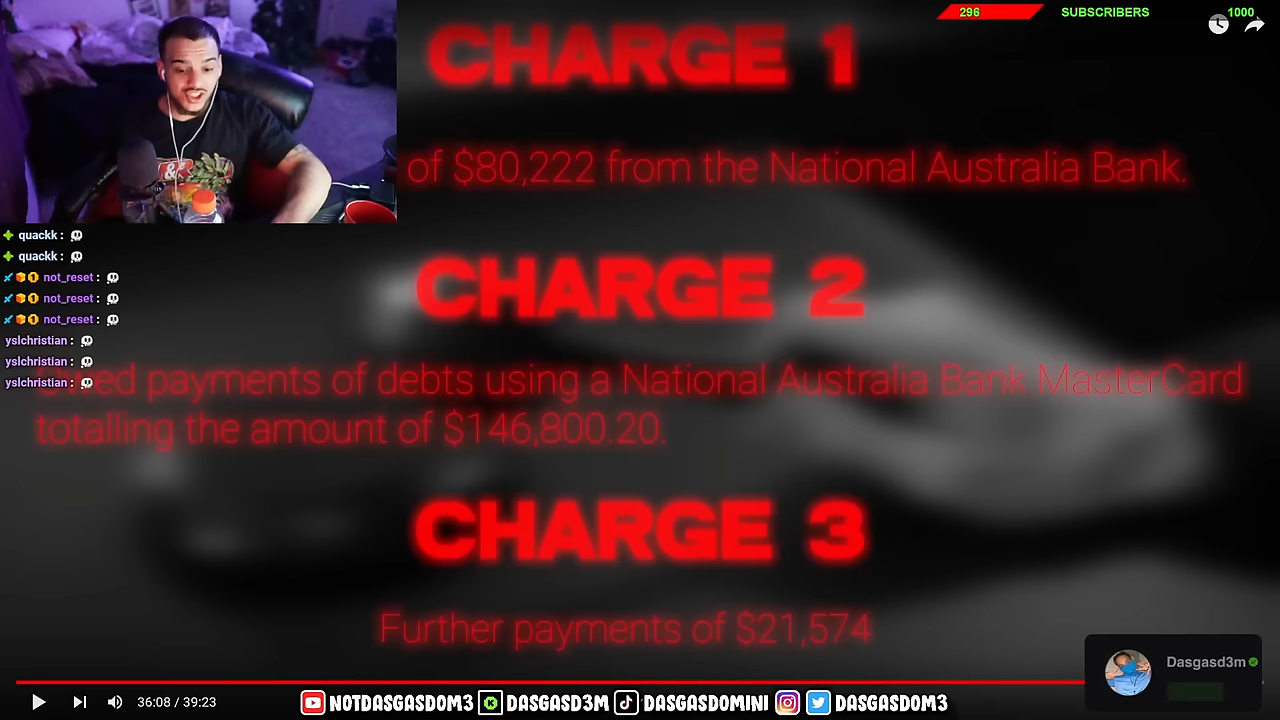 296
SUBSCRIBERS
1000
CHARGE 1
of $80,222 from the National Australia Bank.
quackk :
quackk :
not_reset :
not_reset :
not_reset :
yslchristian :
yslchristian :
yslchristian :
CHARGE 2
payments of debts using a National Australia Bank MasterCard
totalling the amount of $146,800.20.
CHARGE 3
Further payments of $21,574
Dasgasd3m
36:08 / 39:23
NOTDASGASDOM3
DASGASD3M
DASGASDOMINI
DASGASDOM3